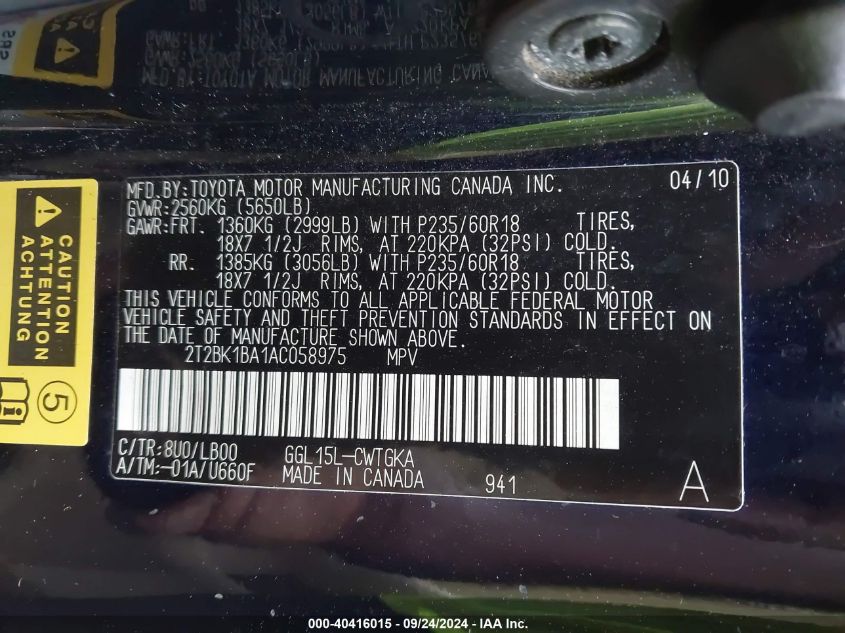 MFD.BY:TOYOTA MOTOR MANUFACTURING CANADA INC. 04/10
GVWR:2560KG (5650LB)
GAWR:FRT. 1360KG (2999LB) WITH P235/60R18 TIRES,
18X7 1/2J RIMS, AT 220KPA (32PSI) COLD.
RR. 1385KG (3056LB) WITH P235/60R18 TIRES,
18X7 1/2J RIMS, AT 220KPA (32PSI) COLD.
THIS VEHICLE CONFORMS TO ALL APPLICABLE FEDERAL MOTOR
VEHICLE SAFETY AND THEFT PREVENTION STANDARDS IN EFFECT ON
THE DATE OF MANUFACTURE SHOWN ABOVE.
2T2BK1BA1AC058975 MPV
C/TR:8U0/LB00 GGL15L-CWTGKA
A/TM:-01A/U660F MADE IN CANADA 941 A
CAUTION
ACHTUNG
5
000-40416015 - 09/24/2024 - IAA Inc.